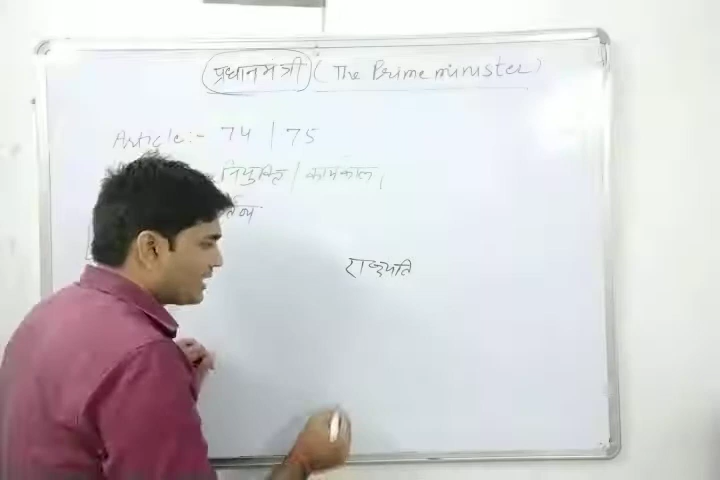 प्रधानमंत्री (The Prime minister)
Article:- 74 | 75
नियुक्ति / कार्यकाल,
राष्ट्रपति